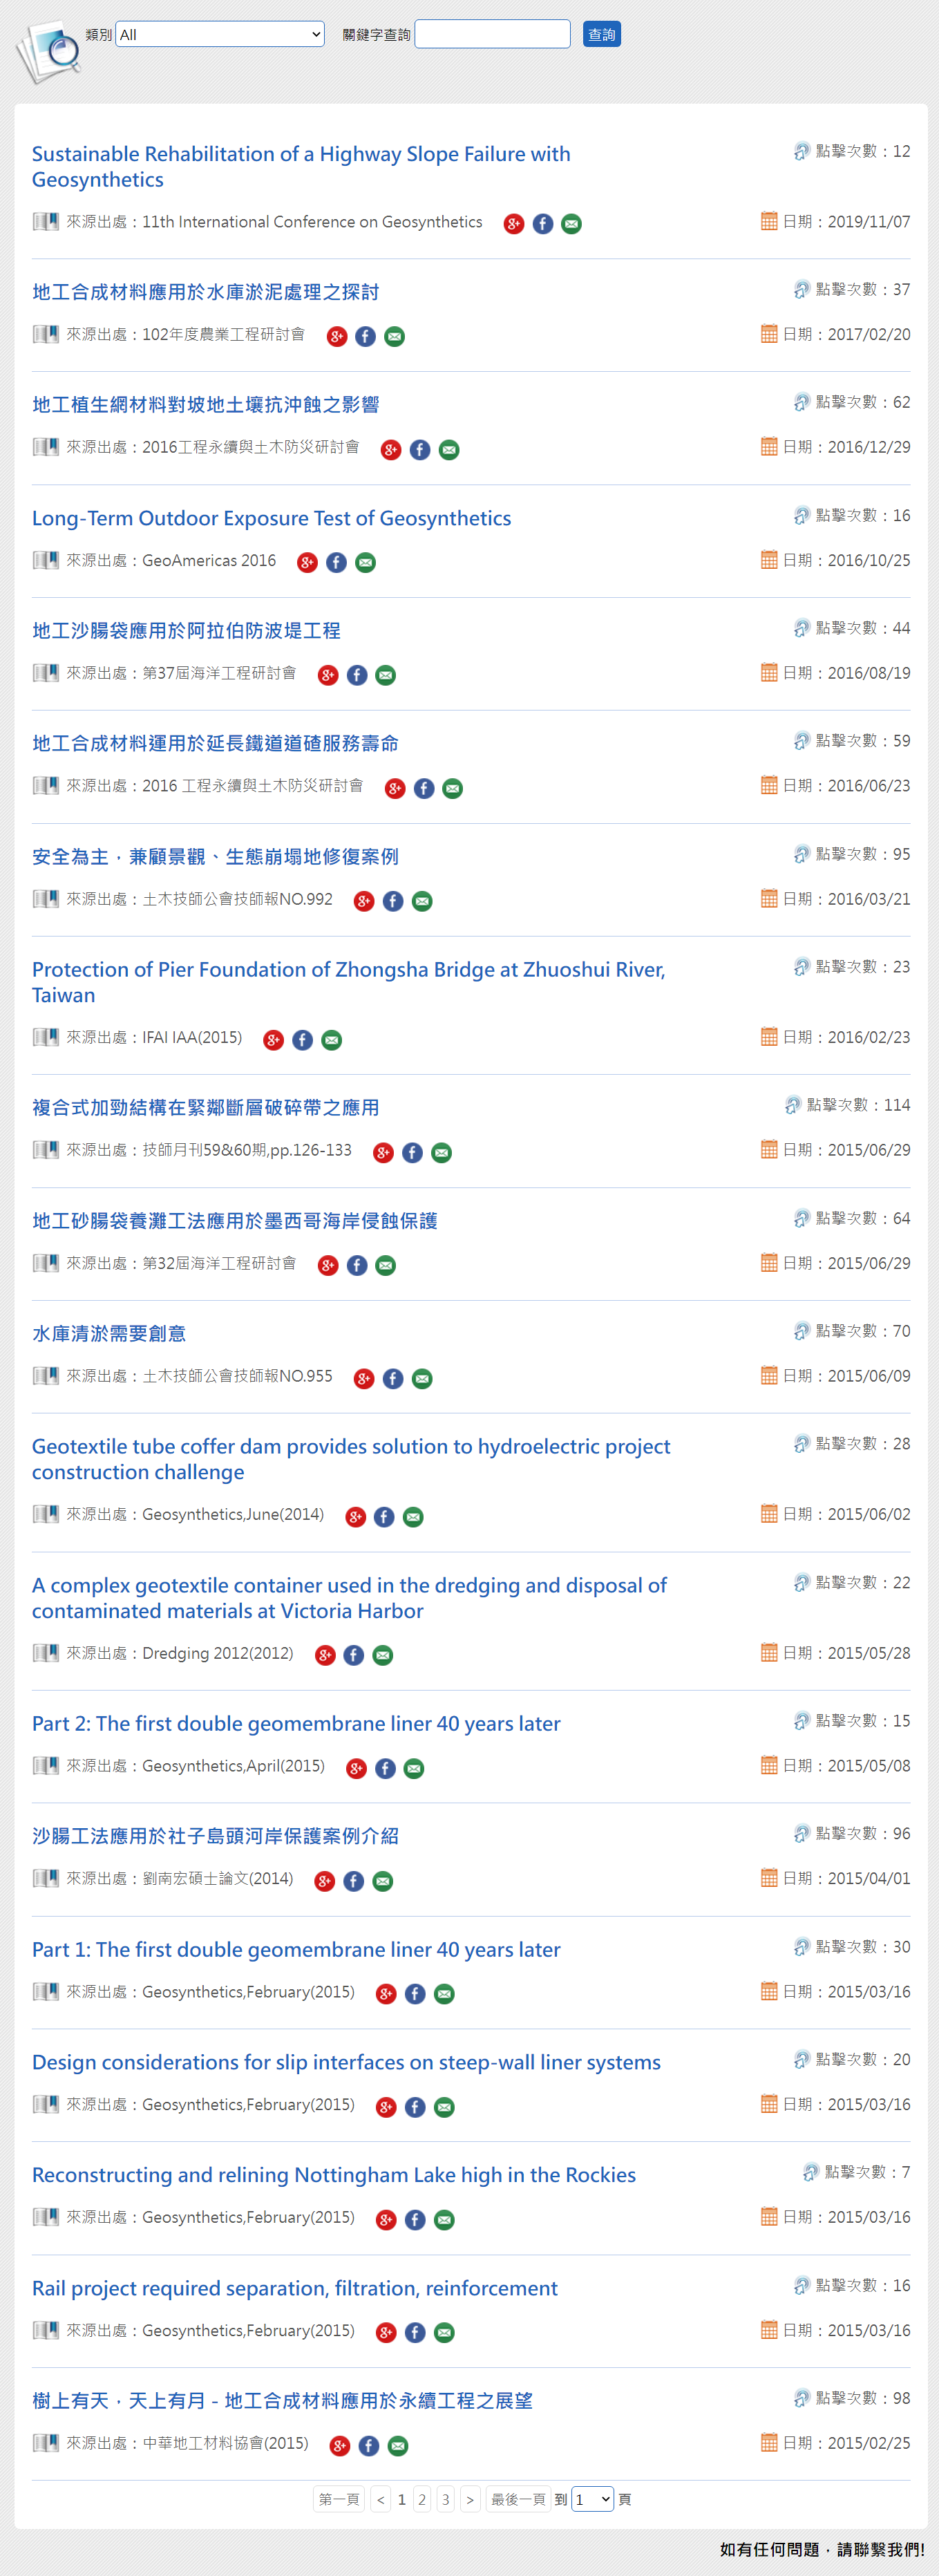 類別 All 關鍵字查詢 查詢
Sustainable Rehabilitation of a Highway Slope Failure with
Geosynthetics
點擊次數：12
來源出處：11th International Conference on Geosynthetics
日期：2019/11/07
地工合成材料應用於水庫淤泥處理之探討
點擊次數：37
來源出處：102年度農業工程研討會
日期：2017/02/20
地工植生網材料對坡地土壤抗沖蝕之影響
點擊次數：62
來源出處：2016工程永續與土木防災研討會
日期：2016/12/29
Long-Term Outdoor Exposure Test of Geosynthetics
點擊次數：16
來源出處：GeoAmericas 2016
日期：2016/10/25
地工沙腸袋應用於阿拉伯防波堤工程
點擊次數：44
來源出處：第37屆海洋工程研討會
日期：2016/08/19
地工合成材料運用於延長鐵道道碴服務壽命
點擊次數：59
來源出處：2016 工程永續與土木防災研討會
日期：2016/06/23
安全為主，兼顧景觀、生態崩塌地修復案例
點擊次數：95
來源出處：土木技師公會技師報NO.992
日期：2016/03/21
Protection of Pier Foundation of Zhongsha Bridge at Zhuoshui River,
Taiwan
點擊次數：23
來源出處：IFAI IAA(2015)
日期：2016/02/23
複合式加勁結構在緊鄰斷層破碎帶之應用
點擊次數：114
來源出處：技師月刊59&60期,pp.126-133
日期：2015/06/29
地工砂腸袋養灘工法應用於墨西哥海岸侵蝕保護
點擊次數：64
來源出處：第32屆海洋工程研討會
日期：2015/06/29
水庫清淤需要創意
點擊次數：70
來源出處：土木技師公會技師報NO.955
日期：2015/06/09
Geotextile tube coffer dam provides solution to hydroelectric project
construction challenge
點擊次數：28
來源出處：Geosynthetics,June(2014)
日期：2015/06/02
A complex geotextile container used in the dredging and disposal of
contaminated materials at Victoria Harbor
點擊次數：22
來源出處：Dredging 2012(2012)
日期：2015/05/28
Part 2: The first double geomembrane liner 40 years later
點擊次數：15
來源出處：Geosynthetics,April(2015)
日期：2015/05/08
沙腸工法應用於社子島頭河岸保護案例介紹
點擊次數：96
來源出處：劉南宏碩士論文(2014)
日期：2015/04/01
Part 1: The first double geomembrane liner 40 years later
點擊次數：30
來源出處：Geosynthetics,February(2015)
日期：2015/03/16
Design considerations for slip interfaces on steep-wall liner systems
點擊次數：20
來源出處：Geosynthetics,February(2015)
日期：2015/03/16
Reconstructing and relining Nottingham Lake high in the Rockies
點擊次數：7
來源出處：Geosynthetics,February(2015)
日期：2015/03/16
Rail project required separation, filtration, reinforcement
點擊次數：16
來源出處：Geosynthetics,February(2015)
日期：2015/03/16
樹上有天，天上有月 - 地工合成材料應用於永續工程之展望
點擊次數：98
來源出處：中華地工材料協會(2015)
日期：2015/02/25
第一頁 < 1 2 3 > 最後一頁 到 1 頁
如有任何問題，請聯繫我們!